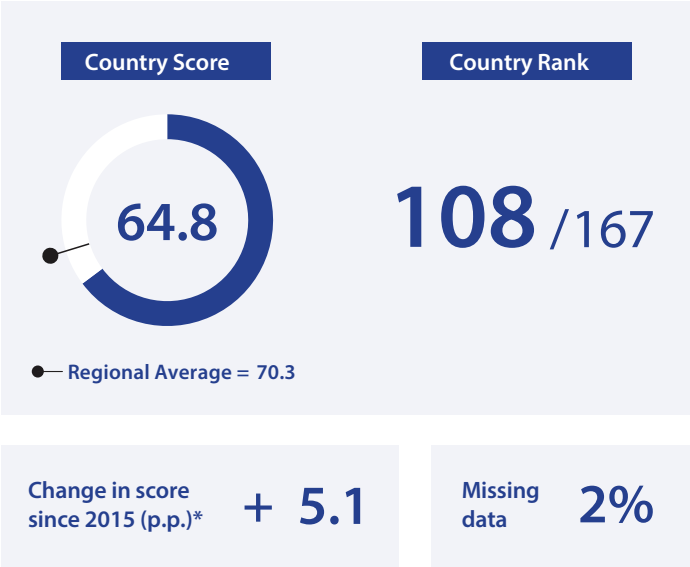 Country Score
Country Rank
64.8
108 / 167
Regional Average = 70.3
Change in score
since 2015 (p.p.)*
+ 5.1
Missing
data
2%